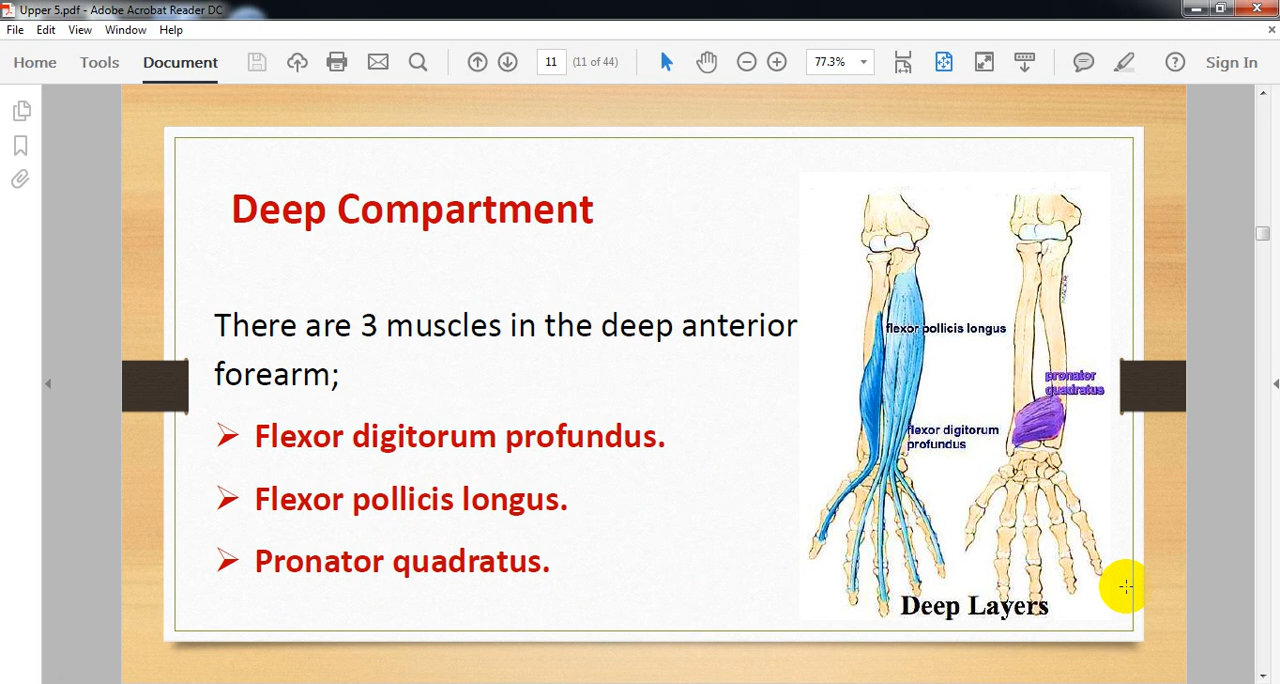 Upper 5.pdf - Adobe Acrobat Reader DC
File Edit View Window Help
Home Tools Document 11 (11 of 44) 77.3% Sign In
Deep Compartment
There are 3 muscles in the deep anterior
forearm;
Flexor digitorum profundus.
Flexor pollicis longus.
Pronator quadratus.
flexor pollicis longus
pronator
quadratus
flexor digitorum
profundus
Deep Layers